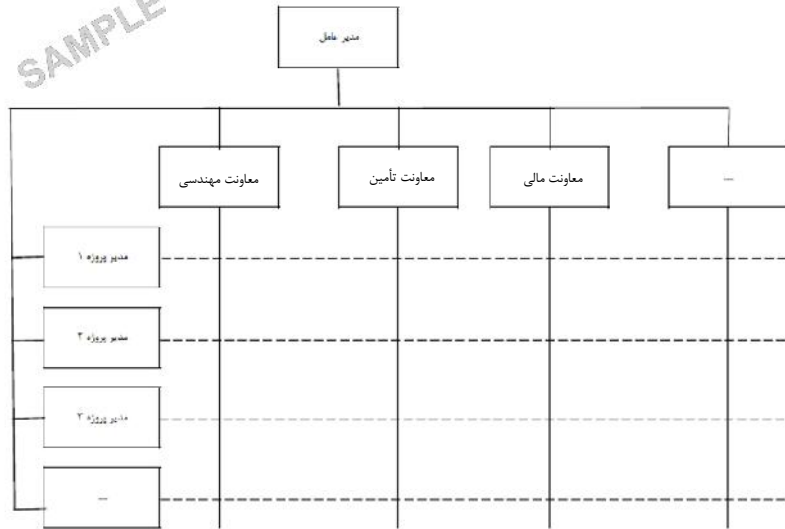 SAMPLE
مدیر عامل
معاونت مهندسی
معاونت تأمین
معاونت مالی
...
مدیر پروژه ۱
مدیر پروژه ۲
مدیر پروژه ۳
...